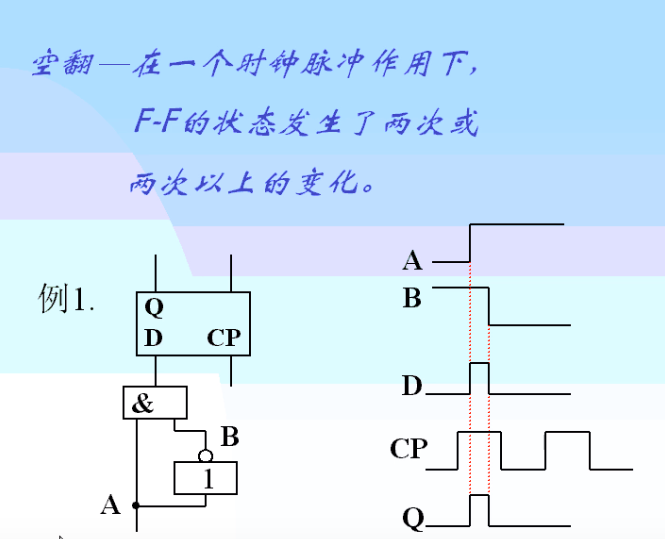 空翻—在一个时钟脉冲作用下,
F-F的状态发生了两次或
两次以上的变化。
例1.
Q
D CP
&
B
1
A
A
B
D
CP
Q